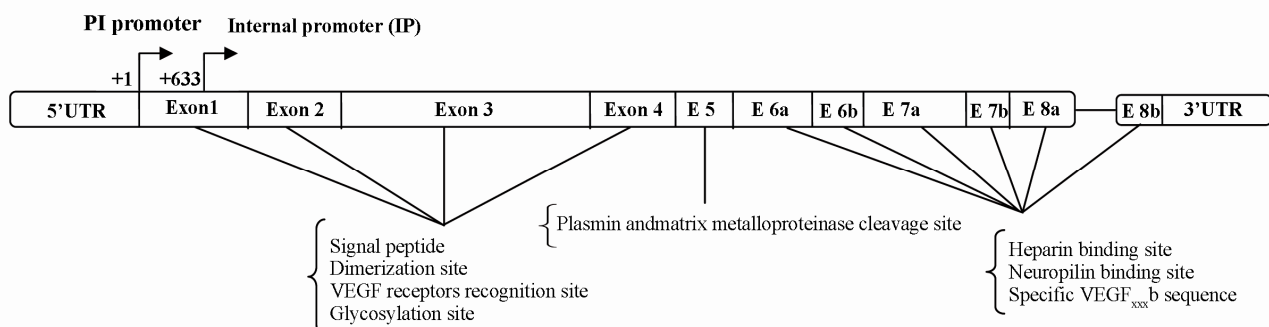 PI promoter
Internal promoter (IP)
+1
+633
5’UTR
Exon1
Exon 2
Exon 3
Exon 4
E 5
E 6a
E 6b
E 7a
E 7b
E 8a
E 8b
3’UTR
Signal peptide
Dimerization site
VEGF receptors recognition site
Glycosylation site
Plasmin andmatrix metalloproteinase cleavage site
Heparin binding site
Neuropilin binding site
Specific VEGFxxxb sequence